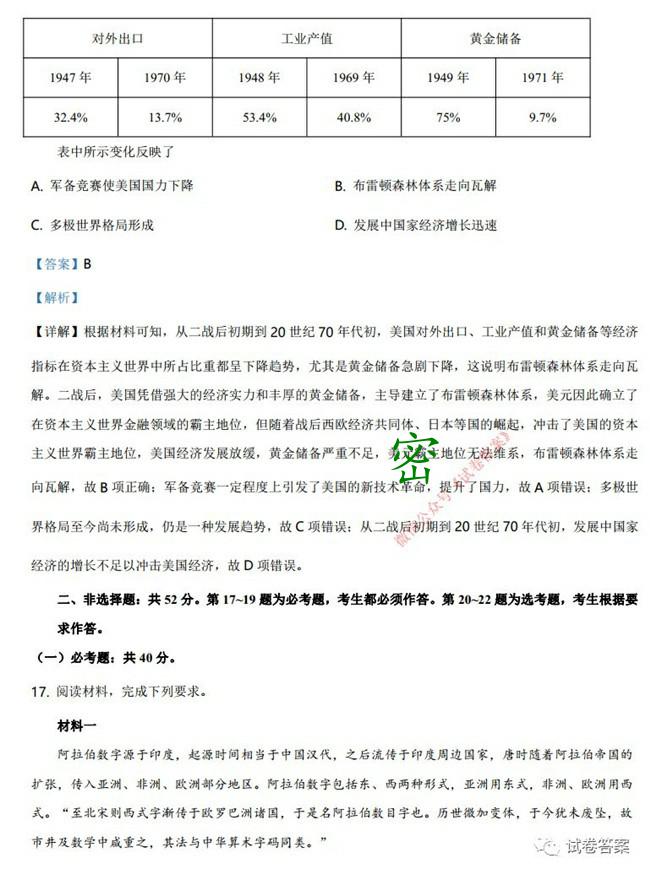 对外出口 工业产值 黄金储备
1947 年 1970 年 1948 年 1969 年 1949 年 1971 年
32.4% 13.7% 53.4% 40.8% 75% 9.7%
表中所示变化反映了
A. 军备竞赛使美国国力下降 B. 布雷顿森林体系走向瓦解
C. 多极世界格局形成 D. 发展中国家经济增长迅速
【答案】B
【解析】
【详解】根据材料可知，从二战后初期到 20 世纪 70 年代初，美国对外出口、工业产值和黄金储备等经济
指标在资本主义世界中所占比重都呈下降趋势，尤其是黄金储备急剧下降，这说明布雷顿森林体系走向瓦
解。二战后，美国凭借强大的经济实力和丰厚的黄金储备，主导建立了布雷顿森林体系，美元因此确立了
在资本主义世界金融领域的霸主地位，但随着战后西欧经济共同体、日本等国的崛起，冲击了美国的资本
主义世界霸主地位，美国经济发展放缓，黄金储备严重不足，美元霸主地位无法维系，布雷顿森林体系走
向瓦解，故 B 项正确；军备竞赛一定程度上引发了美国的新技术革命，提升了国力，故 A 项错误；多极世
界格局至今尚未形成，仍是一种发展趋势，故 C 项错误；从二战后初期到 20 世纪 70 年代初，发展中国家
经济的增长不足以冲击美国经济，故 D 项错误。
密
微信公众号《试卷答案》
二、非选择题：共 52 分。第 17~19 题为必考题，考生都必须作答。第 20~22 题为选考题，考生根据要
求作答。
（一）必考题：共 40 分。
17. 阅读材料，完成下列要求。
材料一
阿拉伯数字源于印度，起源时间相当于中国汉代，之后流传于印度周边国家，唐时随着阿拉伯帝国的
扩张，传入亚洲、非洲、欧洲部分地区。阿拉伯数字包括东、西两种形式，亚洲用东式，非洲、欧洲用西
式。“至北宋则西式字渐传于欧罗巴洲诸国，于是名阿拉伯数目字也。历世微加变体，于今犹未废坠，故
市井及数学中咸重之，其法与中华算术字码同类。”
试卷答案